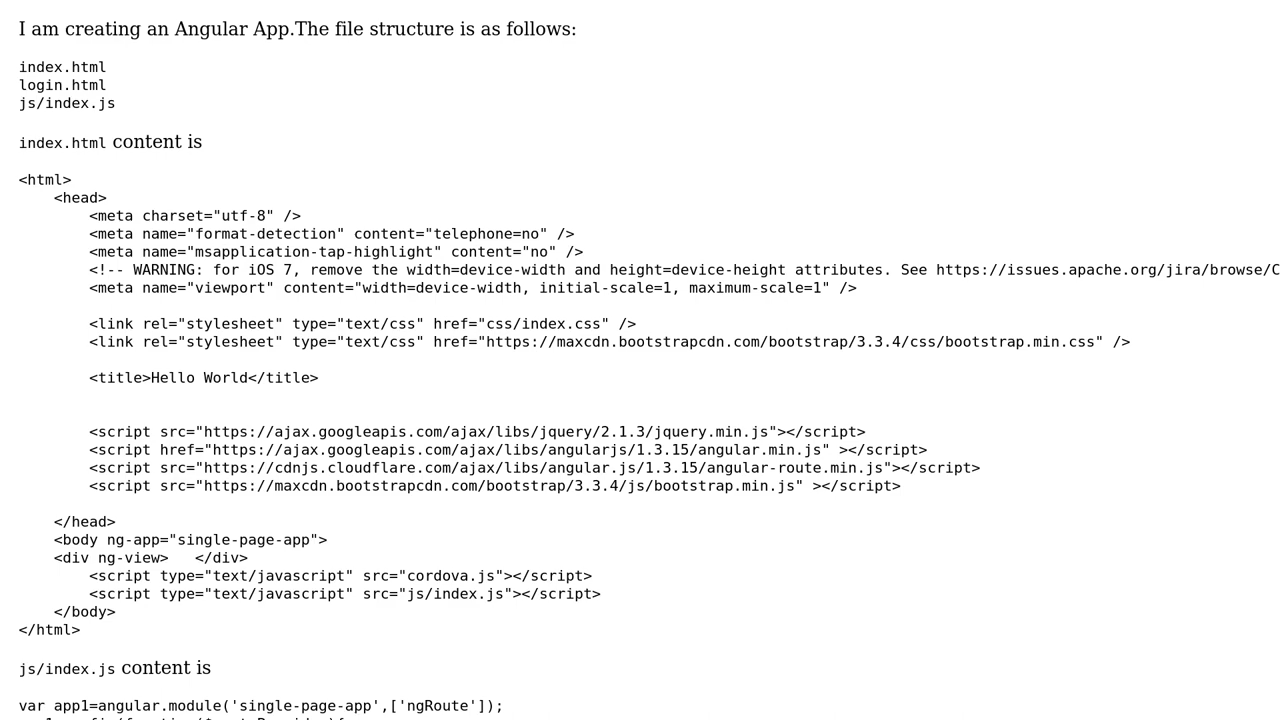 I am creating an Angular App.The file structure is as follows:
index.html
login.html
js/index.js
index.html content is
<html>
    <head>
        <meta charset="utf-8" />
        <meta name="format-detection" content="telephone=no" />
        <meta name="msapplication-tap-highlight" content="no" />
        <!-- WARNING: for iOS 7, remove the width=device-width and height=device-height attributes. See https://issues.apache.org/jira/browse/C
        <meta name="viewport" content="width=device-width, initial-scale=1, maximum-scale=1" />
        <link rel="stylesheet" type="text/css" href="css/index.css" />
        <link rel="stylesheet" type="text/css" href="https://maxcdn.bootstrapcdn.com/bootstrap/3.3.4/css/bootstrap.min.css" />
        <title>Hello World</title>
        <script src="https://ajax.googleapis.com/ajax/libs/jquery/2.1.3/jquery.min.js"></script>
        <script href="https://ajax.googleapis.com/ajax/libs/angularjs/1.3.15/angular.min.js" ></script>
        <script src="https://cdnjs.cloudflare.com/ajax/libs/angular.js/1.3.15/angular-route.min.js"></script>
        <script src="https://maxcdn.bootstrapcdn.com/bootstrap/3.3.4/js/bootstrap.min.js" ></script>
    </head>
    <body ng-app="single-page-app">
    <div ng-view>   </div>
        <script type="text/javascript" src="cordova.js"></script>
        <script type="text/javascript" src="js/index.js"></script>
    </body>
</html>
js/index.js content is
var app1=angular.module('single-page-app',['ngRoute']);